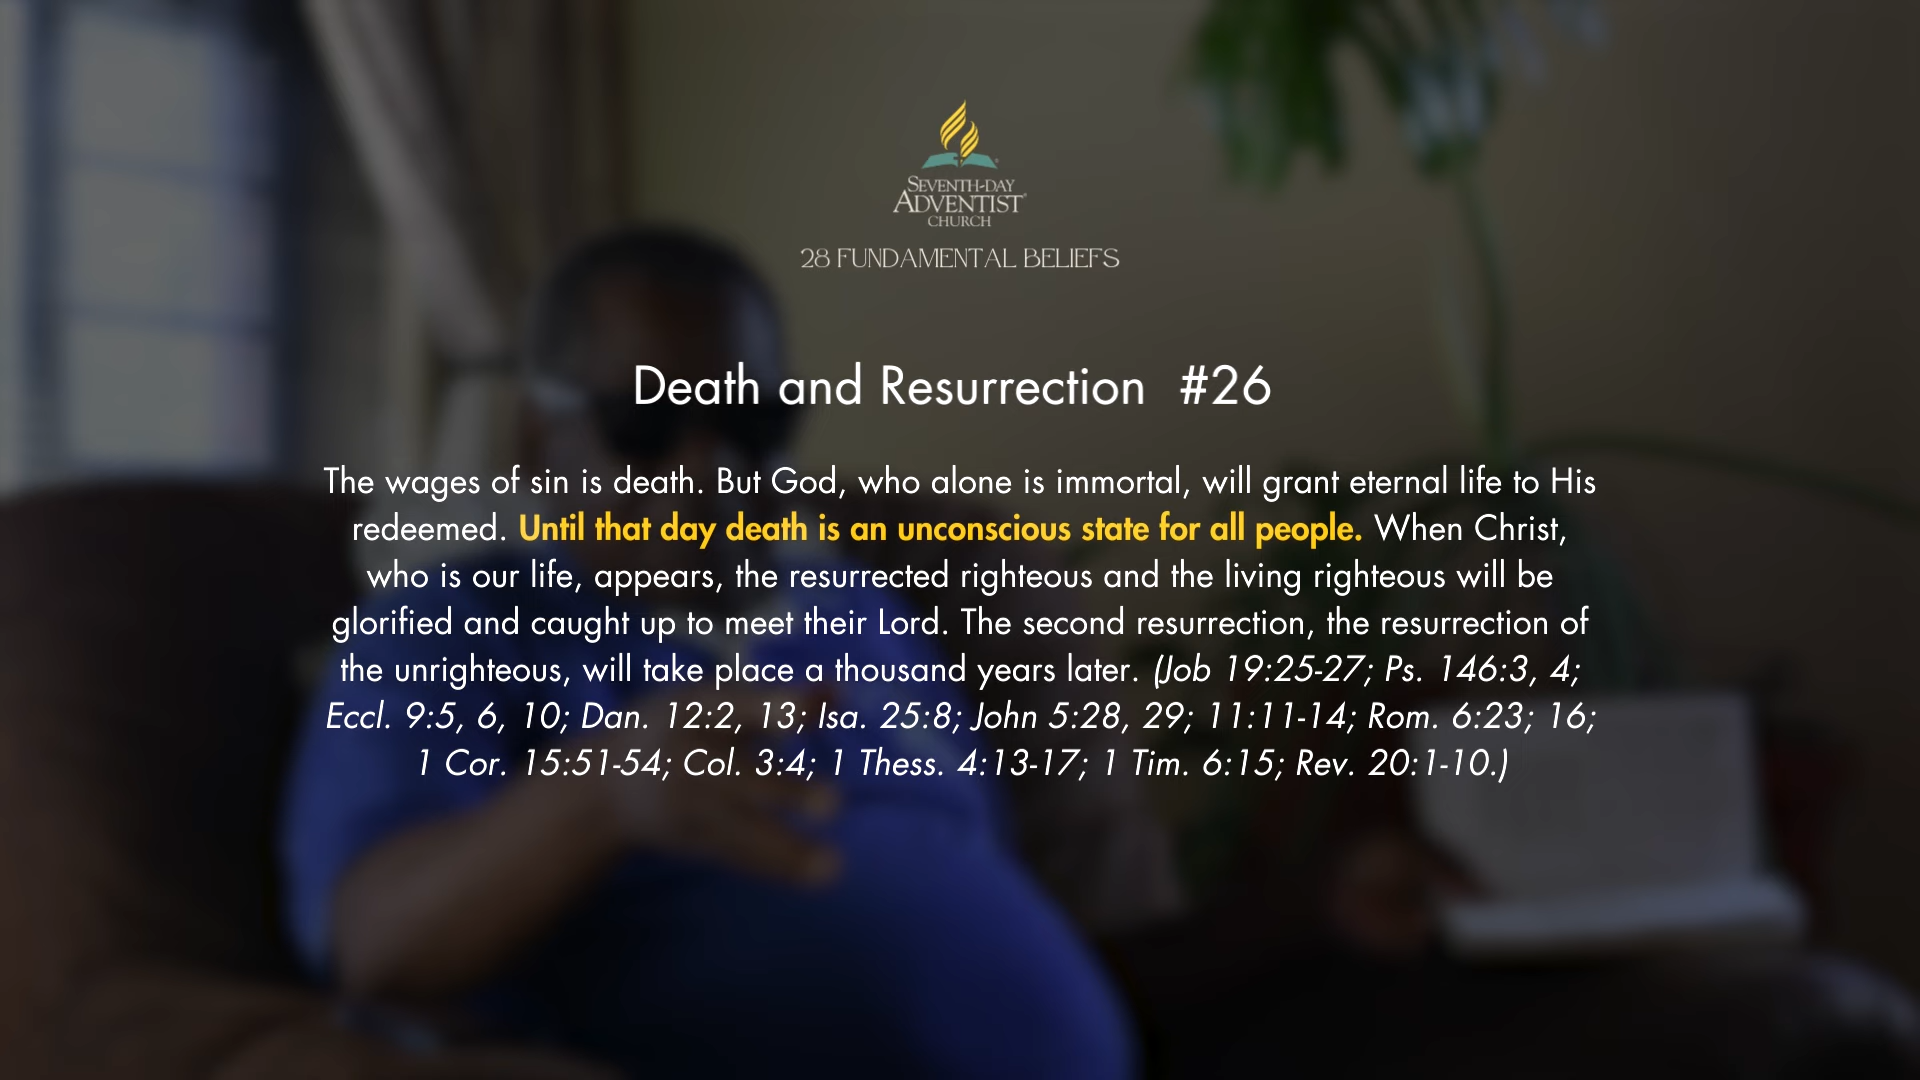 SEVENTH-DAY
ADVENTIST
CHURCH
28 FUNDAMENTAL BELIEFS
Death and Resurrection #26
The wages of sin is death. But God, who alone is immortal, will grant eternal life to His
redeemed. Until that day death is an unconscious state for all people. When Christ,
who is our life, appears, the resurrected righteous and the living righteous will be
glorified and caught up to meet their Lord. The second resurrection, the resurrection of
the unrighteous, will take place a thousand years later. (Job 19:25-27; Ps. 146:3, 4;
Eccl. 9:5, 6, 10; Dan. 12:2, 13; Isa. 25:8; John 5:28, 29; 11:11-14; Rom. 6:23; 16;
1 Cor. 15:51-54; Col. 3:4; 1 Thess. 4:13-17; 1 Tim. 6:15; Rev. 20:1-10.)